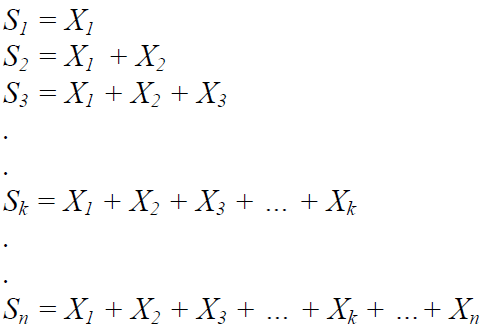 S₁ = X₁
S₂ = X₁ + X₂
S₃ = X₁ + X₂ + X₃
.
.
Sₖ = X₁ + X₂ + X₃ + ... + Xₖ
.
.
Sₙ = X₁ + X₂ + X₃ + ... + Xₖ + ...+ Xₙ